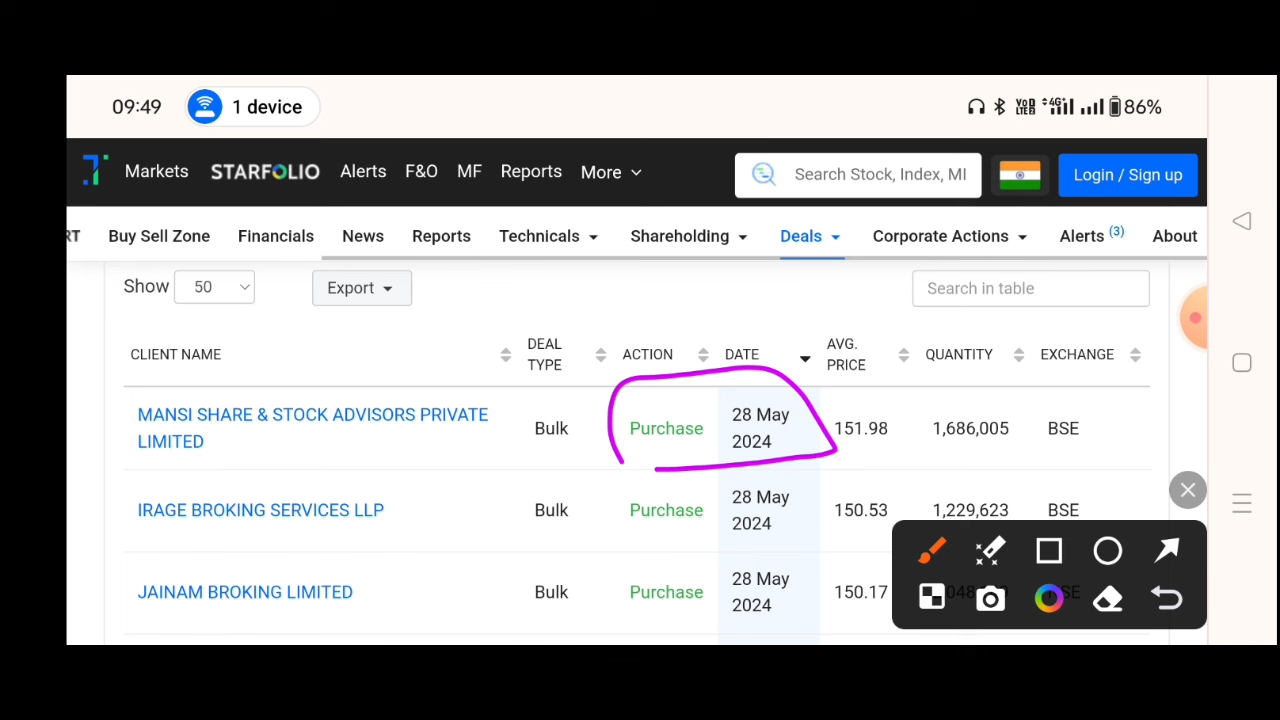 09:49 1 device VoD LTE 4G 86%
Markets STARFOLIO Alerts F&O MF Reports More Search Stock, Index, MI Login / Sign up
RT Buy Sell Zone Financials News Reports Technicals Shareholding Deals Corporate Actions Alerts (3) About
Show 50 Export Search in table
CLIENT NAME DEAL TYPE ACTION DATE AVG. PRICE QUANTITY EXCHANGE
MANSI SHARE & STOCK ADVISORS PRIVATE
LIMITED
Bulk Purchase 28 May 2024 151.98 1,686,005 BSE
IRAGE BROKING SERVICES LLP Bulk Purchase 28 May 2024 150.53 1,229,623 BSE
JAINAM BROKING LIMITED Bulk Purchase 28 May 2024 150.17